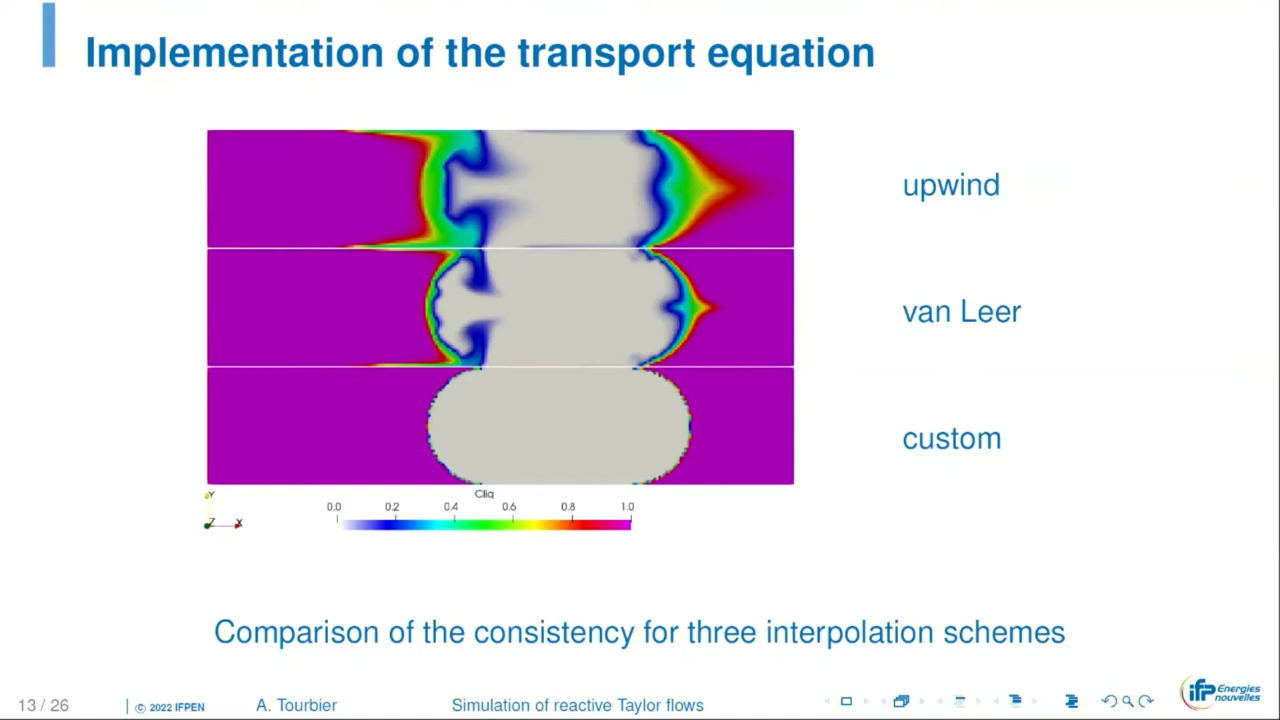 Implementation of the transport equation
upwind
van Leer
custom
Cliq
0.0 0.2 0.4 0.6 0.8 1.0
Y
Z X
Comparison of the consistency for three interpolation schemes
13 / 26 | © 2022 IFPEN A. Tourbier Simulation of reactive Taylor flows
ifp Energies
nouvelles